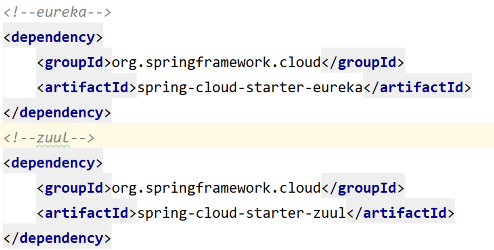 <!--eureka-->
<dependency>
<groupId>org.springframework.cloud</groupId>
<artifactId>spring-cloud-starter-eureka</artifactId>
</dependency>
<!--zuul-->
<dependency>
<groupId>org.springframework.cloud</groupId>
<artifactId>spring-cloud-starter-zuul</artifactId>
</dependency>